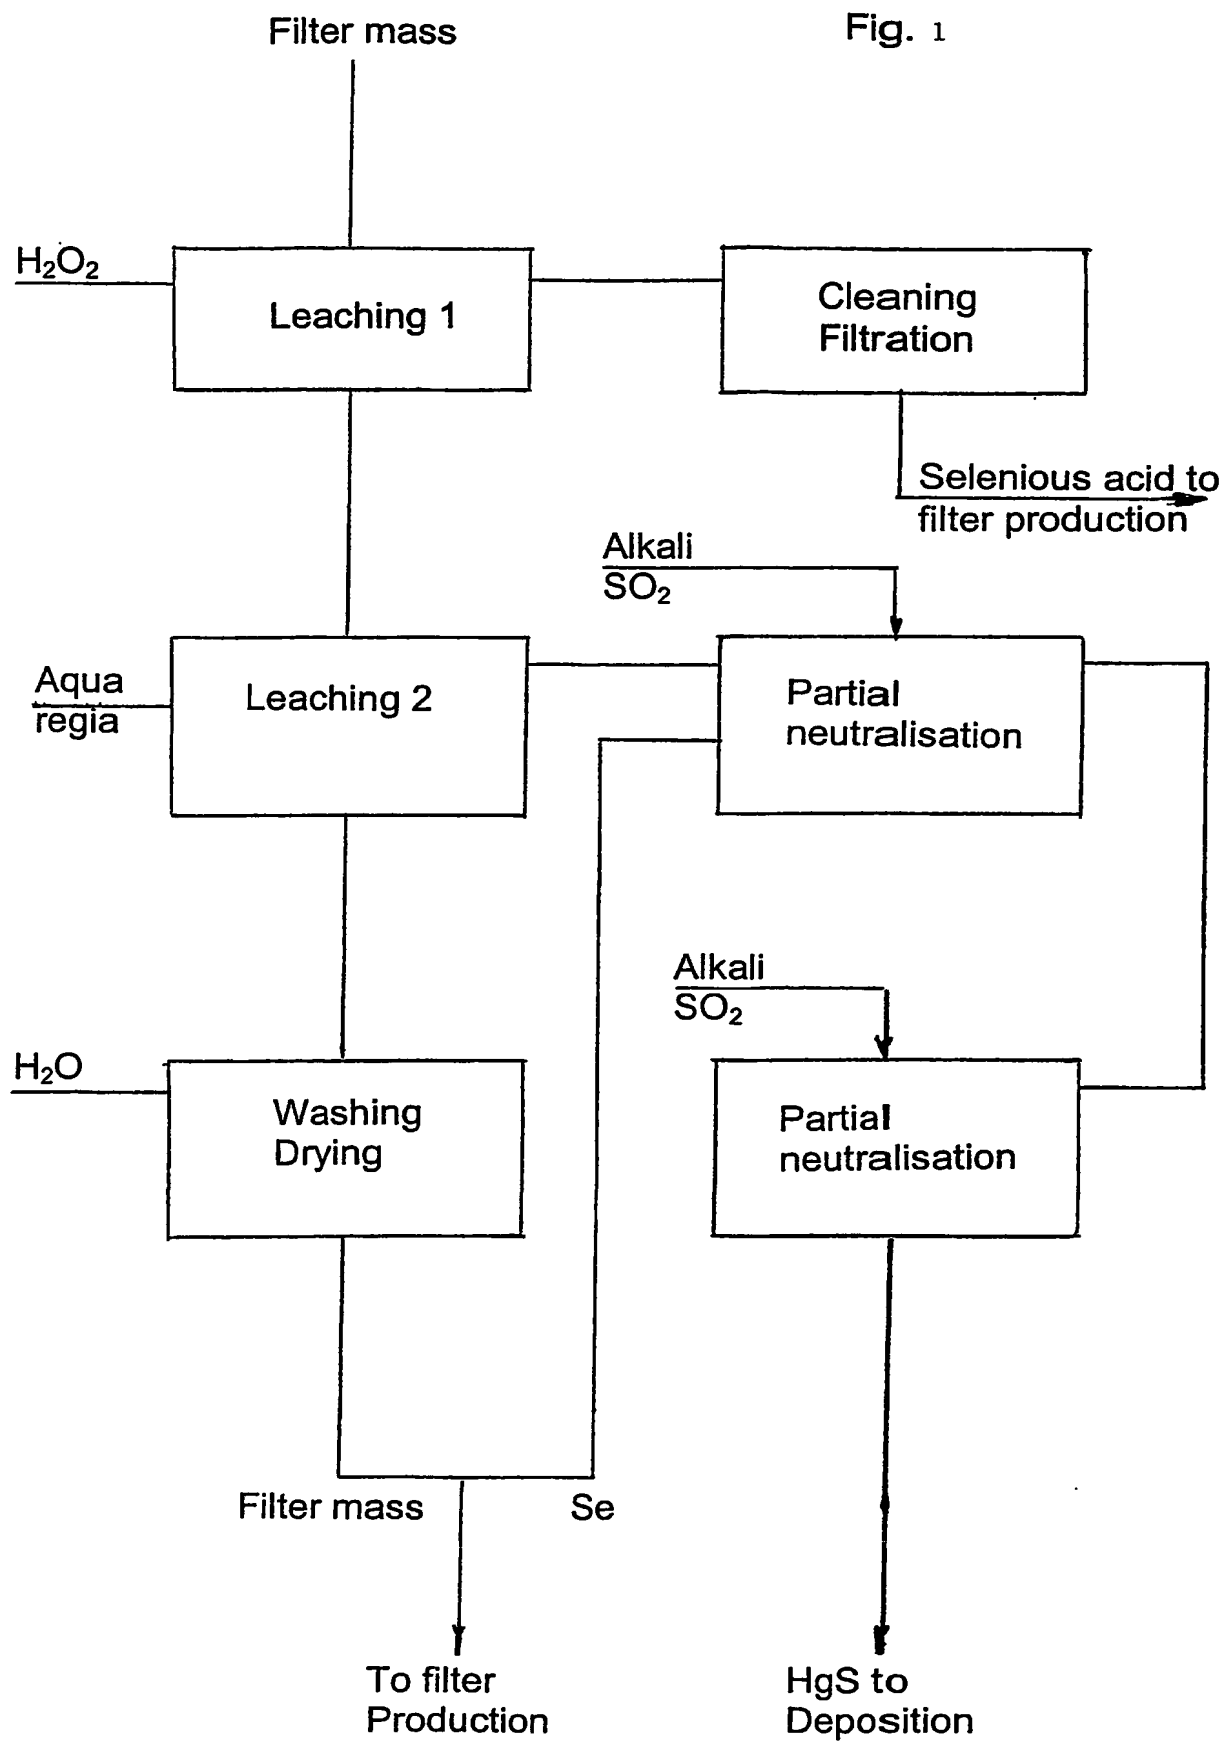 Filter mass
Fig. 1
H₂O₂
Leaching 1
Cleaning
Filtration
Selenious acid to
filter production
Alkali
SO₂
Aqua
regia
Leaching 2
Partial
neutralisation
Alkali
SO₂
H₂O
Washing
Drying
Partial
neutralisation
Filter mass
Se
To filter
Production
HgS to
Deposition